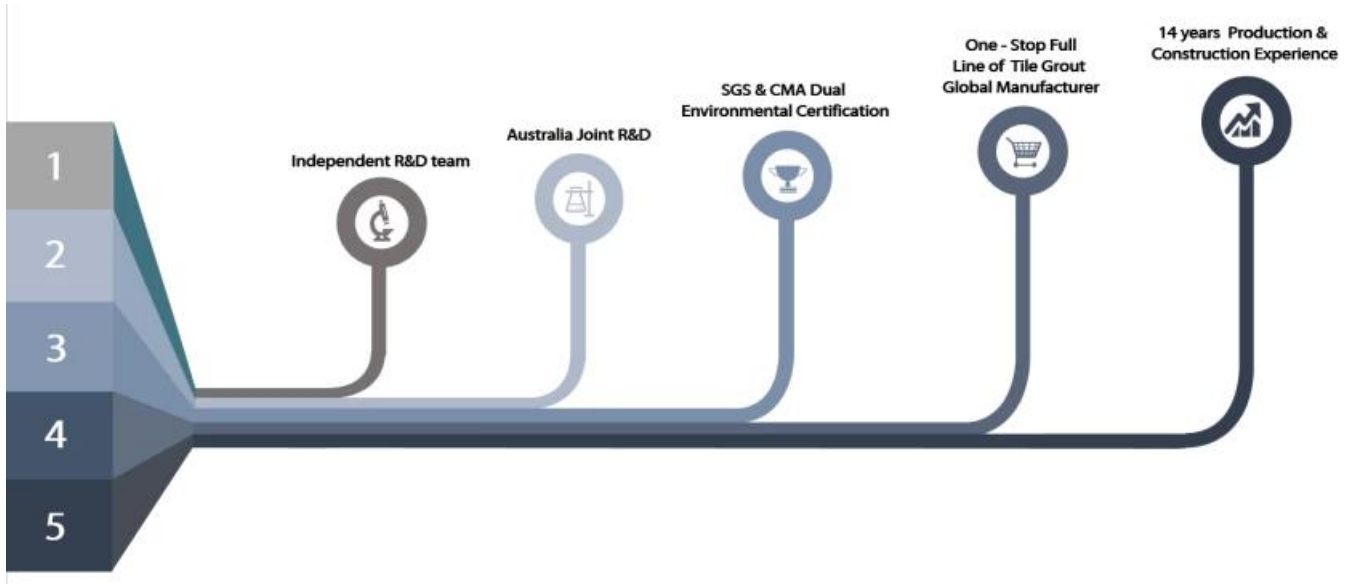 1
2
3
4
5
Independent R&D team
Australia Joint R&D
SGS & CMA Dual
Environmental Certification
One - Stop Full
Line of Tile Grout
Global Manufacturer
14 years Production &
Construction Experience